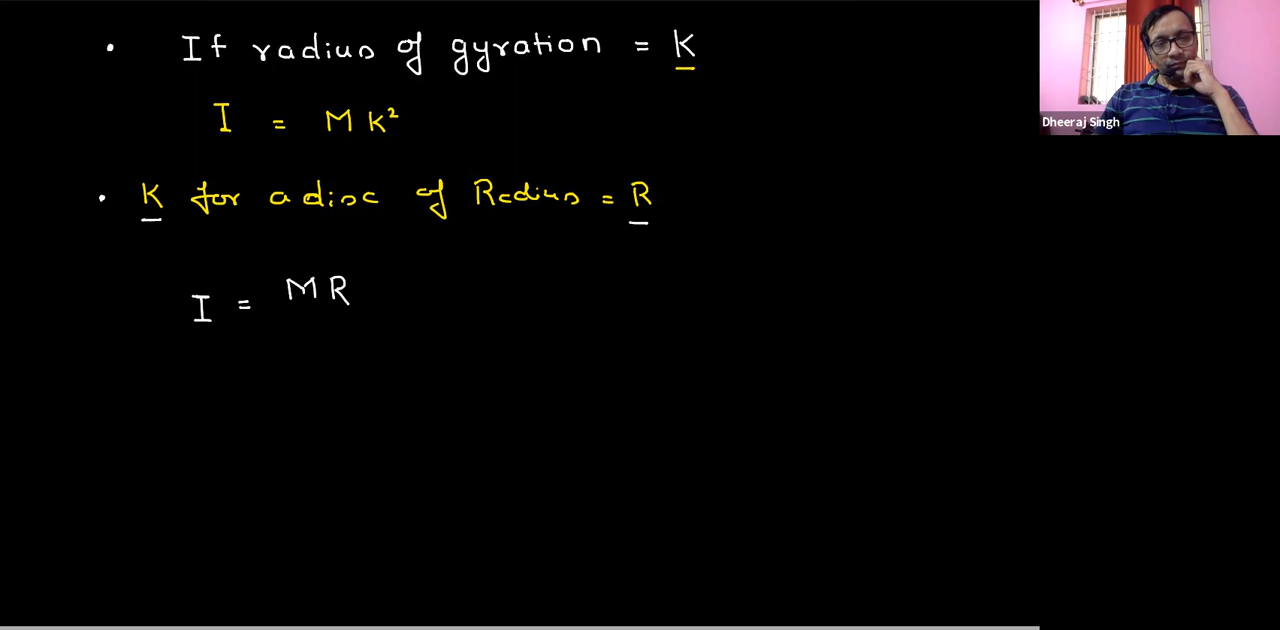 • If radius of gyration = K
I = MK²
• K for a disc of Radius = R
I = MR
Dheeraj Singh